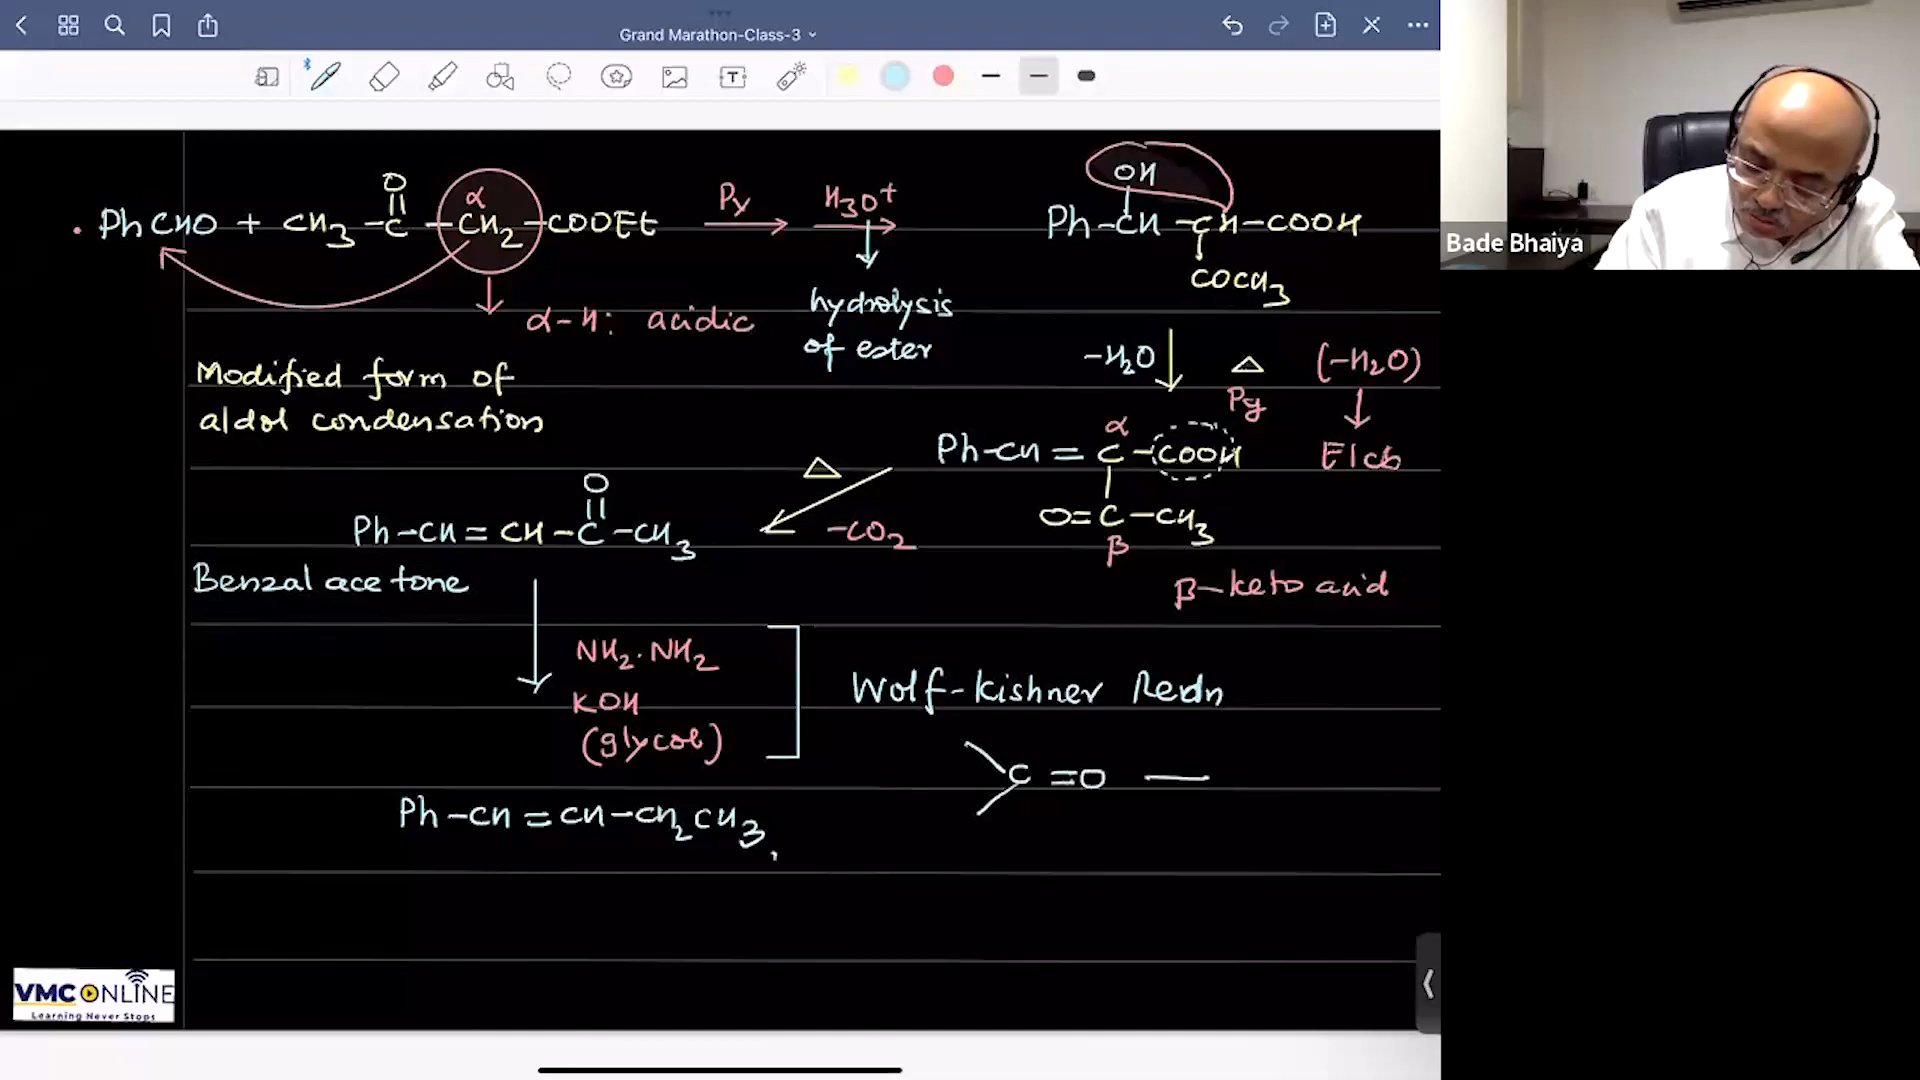 Grand Marathon-Class-3
T
Bade Bhaiya
. PhCHO + CH3-C(=O)-CH2-COOEt Py H3O+ Ph-CH-CH-COOH
α
OH
COCH3
α-H: acidic
hydrolysis
of ester
Modified form of
aldol condensation
-H2O △ (-H2O)
Py
E1cb
Ph-CH=C-COOH
α
O=C-CH3
β
β-keto acid
△
-CO2
Ph-CH=CH-C(=O)-CH3
Benzal acetone
NH2.NH2
KOH
(glycol)
Wolf-Kishner Redn
C=O —
Ph-CH=CH-CH2CH3,
VMC ONLINE
Learning Never Stops